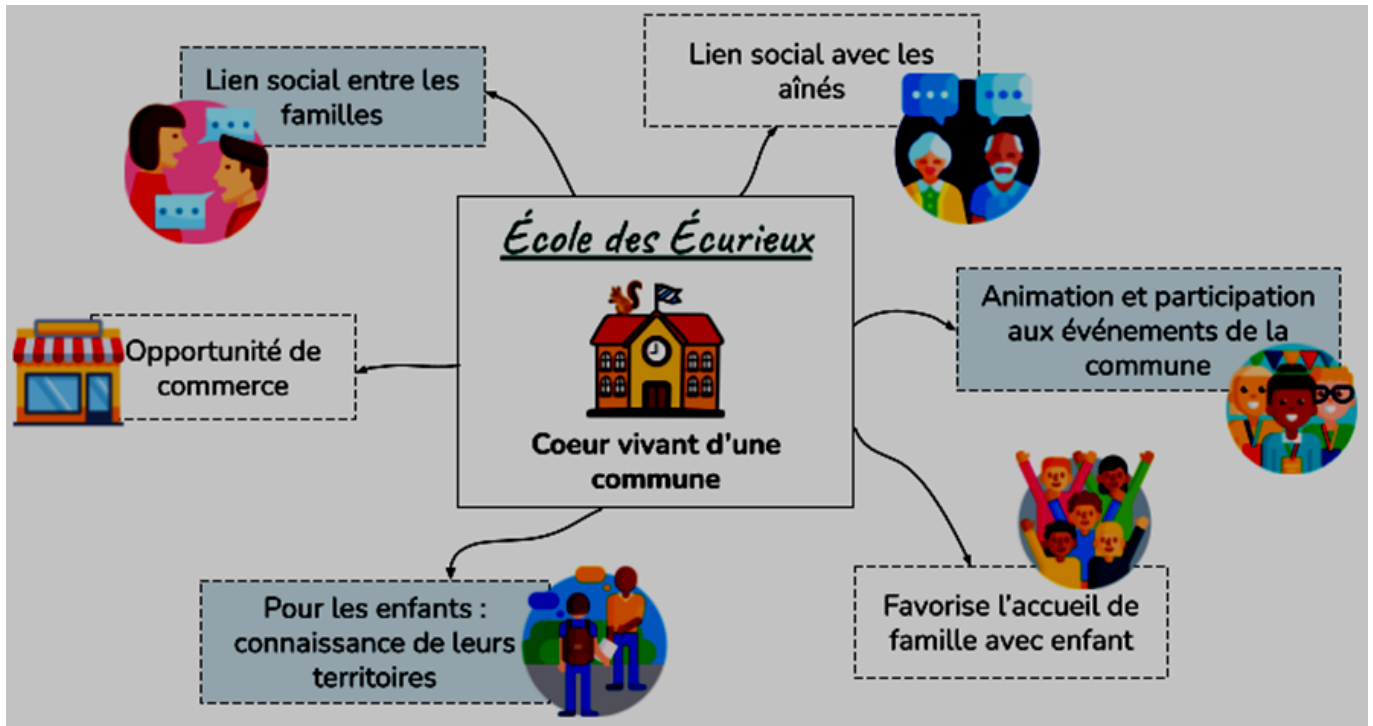 Lien social entre les
familles
Lien social avec les
aînés
École des Écurieux
Coeur vivant d'une
commune
Animation et participation
aux événements de la
commune
Opportunité de
commerce
Pour les enfants :
connaissance de leurs
territoires
Favorise l'accueil de
famille avec enfant